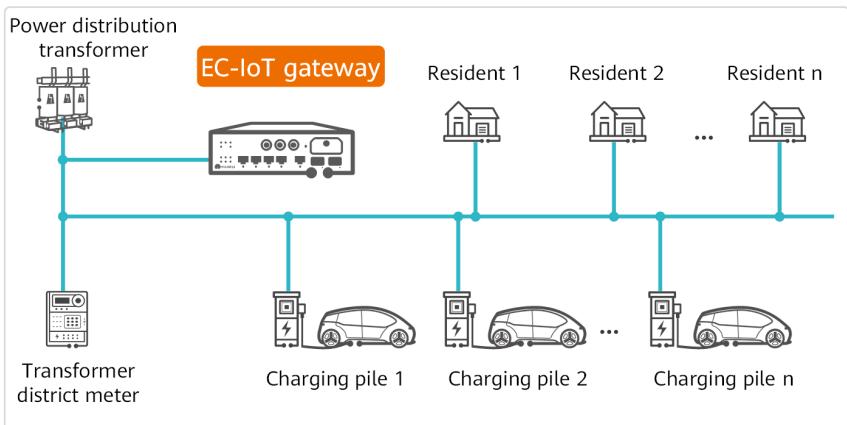 Power distribution
transformer
EC-IoT gateway
Resident 1
Resident 2
Resident n
...
Transformer
district meter
Charging pile 1
Charging pile 2
...
Charging pile n